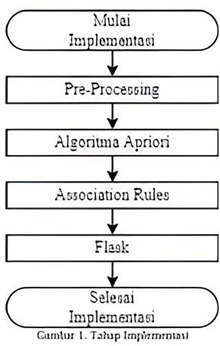 Mulai
Implementasi
Pre-Processing
Algoritma Apriori
Association Rules
Flask
Selesai
Implementasi
Gambar 1. Tahap Implementasi